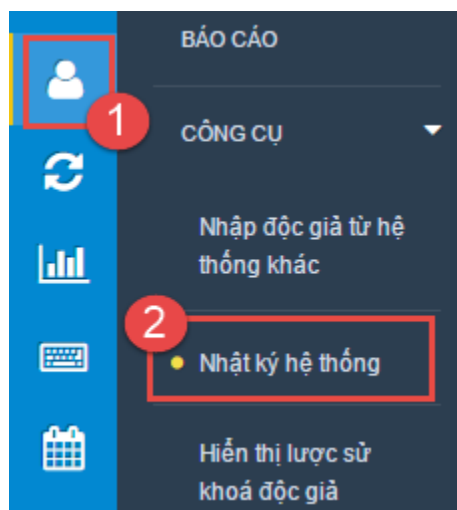 BÁO CÁO
1
CÔNG CỤ
Nhập độc giả từ hệ
thống khác
2
Nhật ký hệ thống
Hiển thị lược sử
khoá độc giả